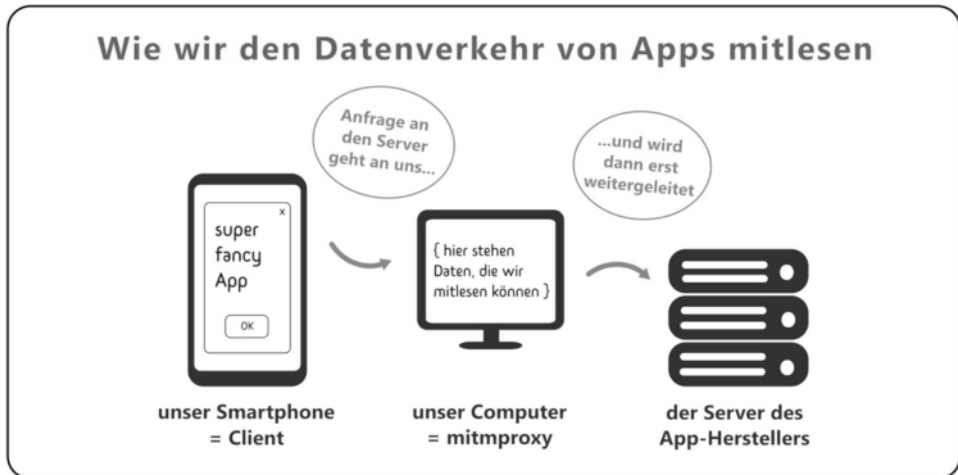 Wie wir den Datenverkehr von Apps mitlesen
Anfrage an
den Server
geht an uns...
...und wird
dann erst
weitergeleitet
x
super
fancy
App
OK
{ hier stehen
Daten, die wir
mitlesen können }
unser Smartphone
= Client
unser Computer
= mitmproxy
der Server des
App-Herstellers